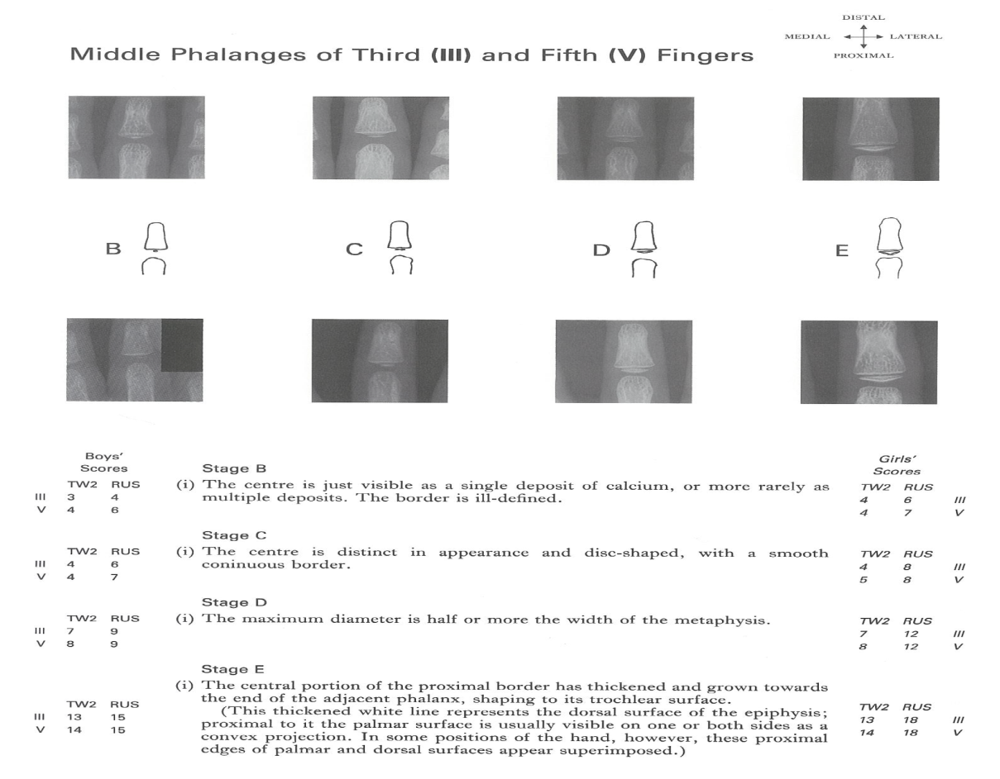 DISTAL
MEDIAL LATERAL
PROXIMAL
Middle Phalanges of Third (III) and Fifth (V) Fingers
B C D E
Boys'
Scores
Girls'
Scores
Stage B
TW2 RUS
III 3 4
V 4 6
(i) The centre is just visible as a single deposit of calcium, or more rarely as
multiple deposits. The border is ill-defined.
TW2 RUS
4 6 III
4 7 V
Stage C
TW2 RUS
III 4 6
V 4 7
(i) The centre is distinct in appearance and disc-shaped, with a smooth
coninuous border.
TW2 RUS
4 8 III
5 8 V
Stage D
TW2 RUS
III 7 9
V 8 9
(i) The maximum diameter is half or more the width of the metaphysis.
TW2 RUS
7 12 III
8 12 V
Stage E
TW2 RUS
III 13 15
V 14 15
(i) The central portion of the proximal border has thickened and grown towards
the end of the adjacent phalanx, shaping to its trochlear surface.
(This thickened white line represents the dorsal surface of the epiphysis;
proximal to it the palmar surface is usually visible on one or both sides as a
convex projection. In some positions of the hand, however, these proximal
edges of palmar and dorsal surfaces appear superimposed.)
TW2 RUS
13 18 III
14 18 V